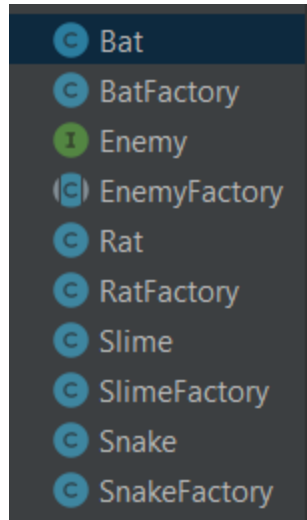 C Bat
C BatFactory
I Enemy
C EnemyFactory
C Rat
C RatFactory
C Slime
C SlimeFactory
C Snake
C SnakeFactory